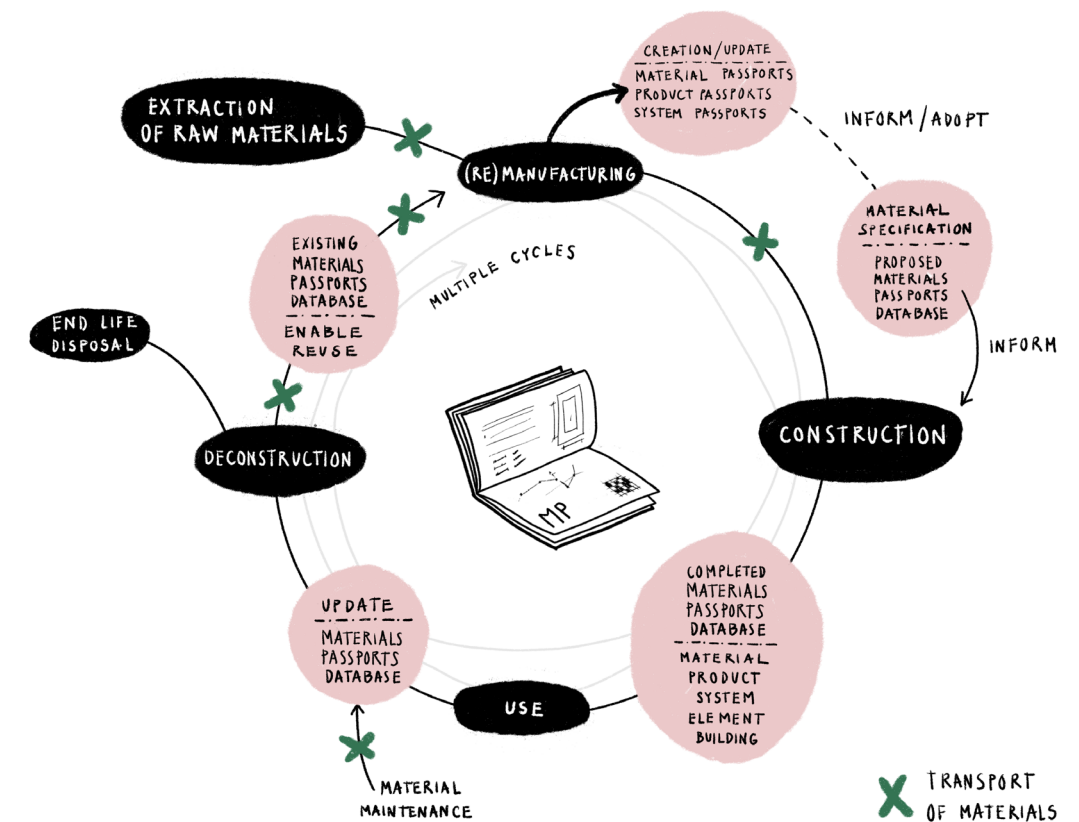 CREATION/UPDATE
MATERIAL PASSPORTS
PRODUCT PASSPORTS
SYSTEM PASSPORTS
EXTRACTION
OF RAW MATERIALS
INFORM/ADOPT
(RE)MANUFACTURING
MATERIAL
SPECIFICATION
PROPOSED
MATERIALS
PASSPORTS
DATABASE
EXISTING
MATERIALS
PASSPORTS
DATABASE
ENABLE
REUSE
MULTIPLE CYCLES
END LIFE
DISPOSAL
INFORM
CONSTRUCTION
DECONSTRUCTION
MP
COMPLETED
MATERIALS
PASSPORTS
DATABASE
MATERIAL
PRODUCT
SYSTEM
ELEMENT
BUILDING
UPDATE
MATERIALS
PASSPORTS
DATABASE
USE
MATERIAL
MAINTENANCE
TRANSPORT
OF MATERIALS